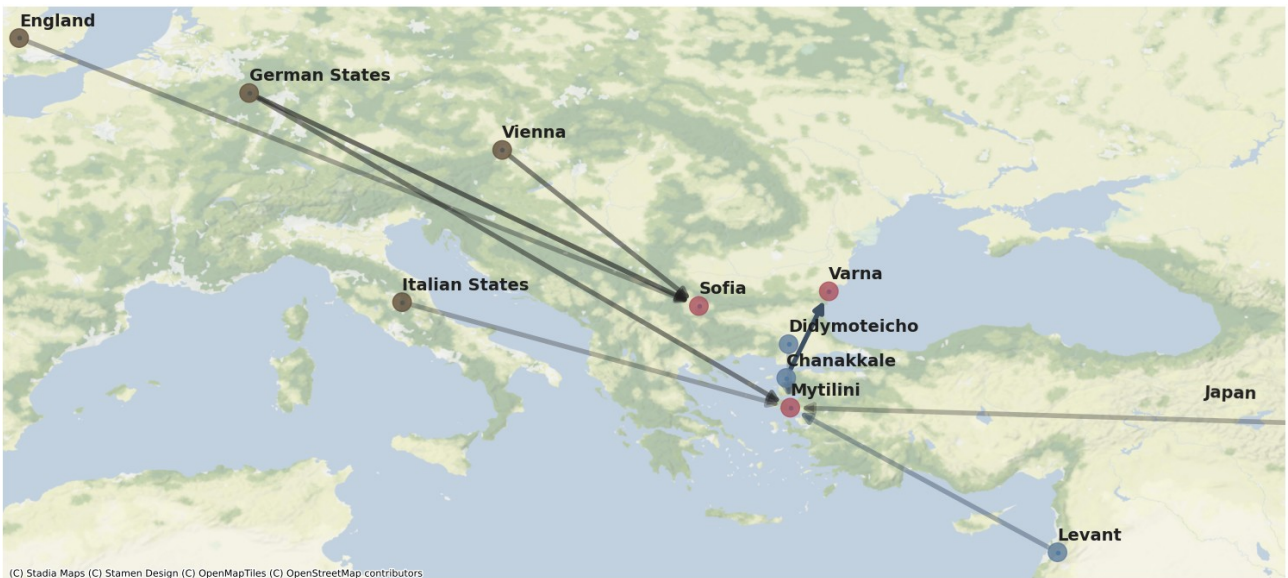 England
German States
Vienna
Varna
Sofia
Italian States
Didymoteicho
Chanakkale
Mytilini
Japan
Levant
(C) Stadia Maps (C) Stamen Design (C) OpenMapTiles (C) OpenStreetMap contributors